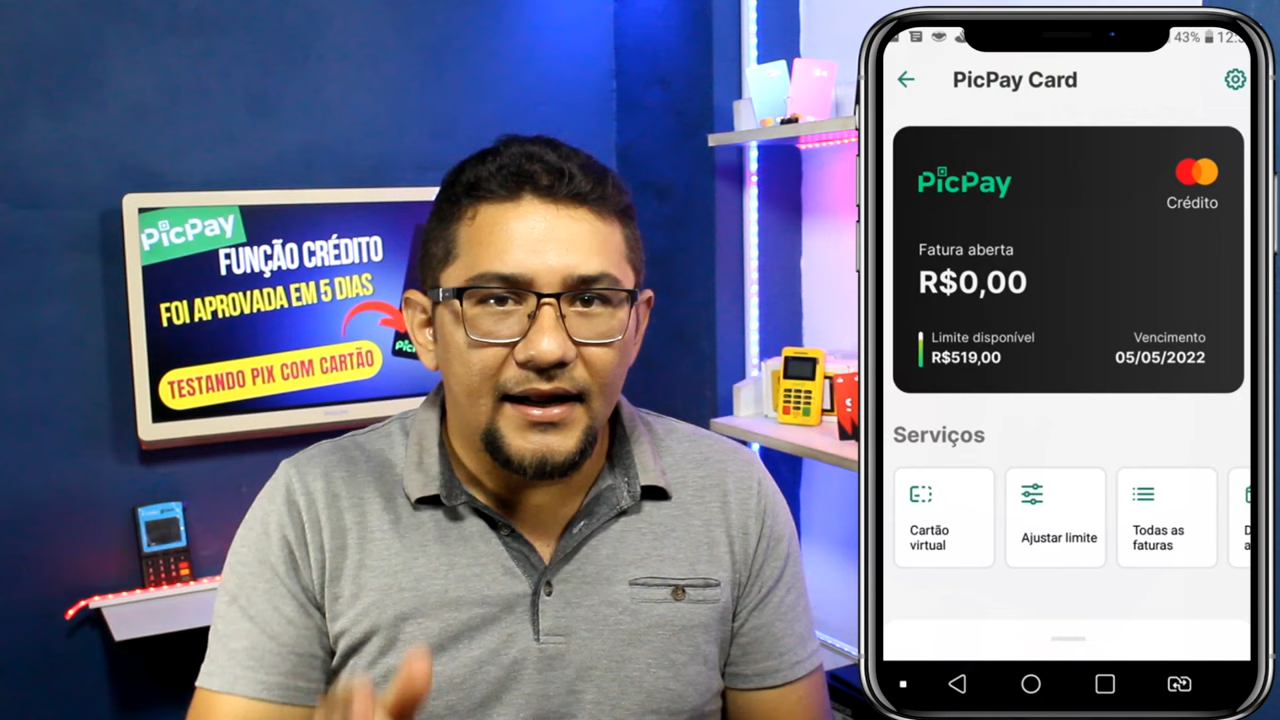 PicPay
FUNÇÃO CRÉDITO
FOI APROVADA EM 5 DIAS
TESTANDO PIX COM CARTÃO
43%
PicPay Card
PicPay
Crédito
Fatura aberta
R$0,00
Limite disponível
R$519,00
Vencimento
05/05/2022
Serviços
Cartão
virtual
Ajustar limite
Todas as
faturas